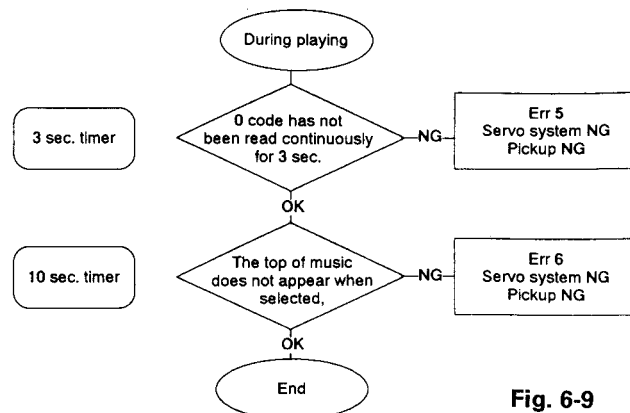 During playing
3 sec. timer
0 code has not
been read continuously
for 3 sec.
NG
Err 5
Servo system NG
Pickup NG
OK
10 sec. timer
The top of music
does not appear when
selected,
NG
Err 6
Servo system NG
Pickup NG
OK
End
Fig. 6-9